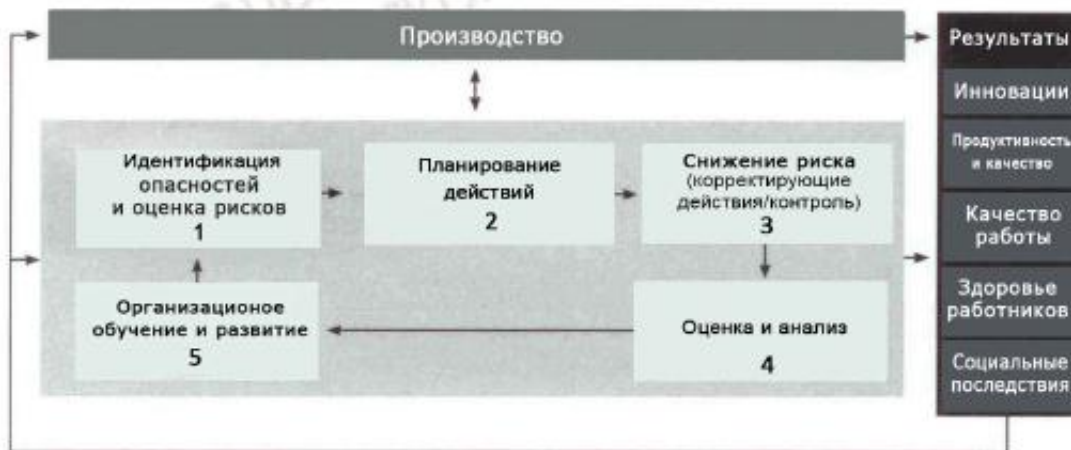 Производство
Идентификация
опасностей
и оценка рисков
1
Планирование
действий
2
Снижение риска
(корректирующие
действия/контроль)
3
Организационое
обучение и развитие
5
Оценка и анализ
4
Результаты
Инновации
Продуктивность
и качество
Качество
работы
Здоровье
работников
Социальные
последствия